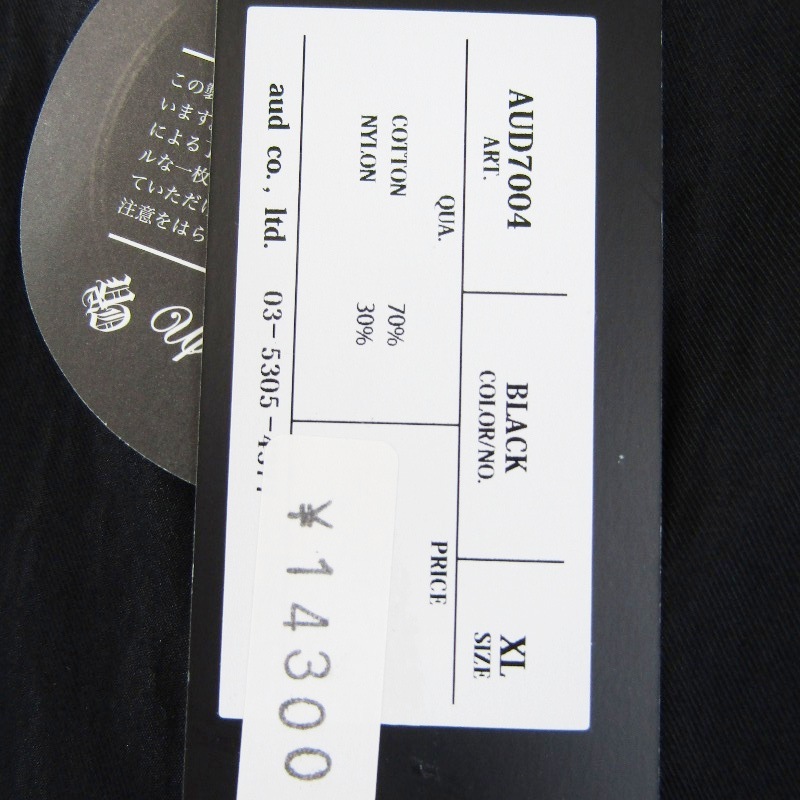 AUD7004
ART.
BLACK
COLOR/NO.
XL
SIZE
QUA.
COTTON 70%
NYLON 30%
PRICE
aud co., ltd. 03-5305-
¥14300
この
います
による
ルな一枚
ていただけ
注意をはら